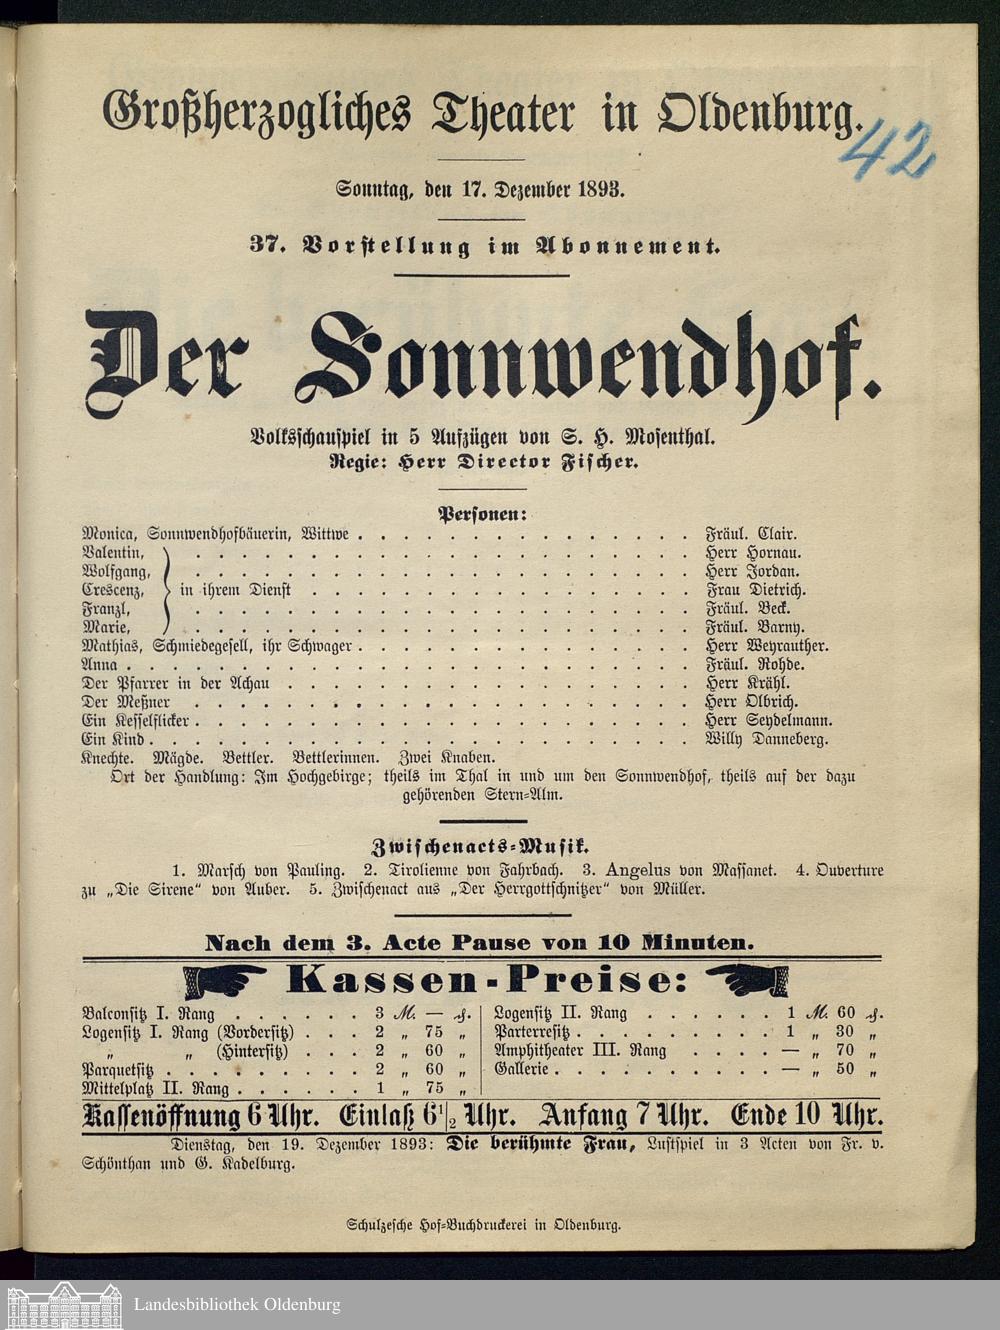 Großherzogliches Theater in Oldenburg.
42
Sonntag, den 17. Dezember 1893.
37. Vorstellung im Abonnement.
Der Sonnwendhof.
Volksschauspiel in 5 Aufzügen von S. H. Mosenthal.
Regie: Herr Director Fischer.
Personen:
Monica, Sonnwendhofbäuerin, Wittwe . . . . . . . . . . . . . . . Fräul. Clair.
Valentin, . . . . . . . . . . . . . . . . . Herr Hornau.
Wolfgang, . . . . . . . . . . . . . . . . . Herr Jordan.
Crescenz, } in ihrem Dienst . . . . . . . . . . . . . Frau Dietrich.
Franzl, . . . . . . . . . . . . . . . . . Fräul. Beck.
Marie, . . . . . . . . . . . . . . . . . Fräul. Barny.
Mathias, Schmiedegesell, ihr Schwager . . . . . . . . . . . . . . . Herr Weyrauther.
Anna . . . . . . . . . . . . . . . . . . . Fräul. Rohde.
Der Pfarrer in der Achau . . . . . . . . . . . . . . Herr Krähl.
Der Meßner . . . . . . . . . . . . . . . . . Herr Olbrich.
Ein Kesselflicker . . . . . . . . . . . . . . . . . Herr Seydelmann.
Ein Kind . . . . . . . . . . . . . . . . . . Willy Danneberg.
Knechte. Mägde. Bettler. Bettlerinnen. Zwei Knaben.
Ort der Handlung: Im Hochgebirge; theils im Thal in und um den Sonnwendhof, theils auf der dazu
gehörenden Stern-Alm.
Zwischenacts-Musik.
1. Marsch von Pauling. 2. Tirolienne von Fahrbach. 3. Angelus von Massanet. 4. Ouverture
zu „Die Sirene“ von Auber. 5. Zwischenact aus „Der Herrgottschnitzer“ von Müller.
Nach dem 3. Acte Pause von 10 Minuten.
Kassen-Preise:
Balconsitz I. Rang . . . . . . 3 M. — ₰.
Logensitz I. Rang (Vordersitz) . . . 2 „ 75 „
„ „ (Hintersitz) . . . 2 „ 60 „
Parquetsitz . . . . . . . . . 2 „ 60 „
Mittelplatz II. Rang . . . . . . 1 „ 75 „
Logensitz II. Rang . . . . . . 1 M. 60 ₰.
Parterresitz . . . . . . . . . 1 „ 30 „
Amphitheater III. Rang . . . . — „ 70 „
Gallerie . . . . . . . . . . — „ 50 „
Kassenöffnung 6 Uhr. Einlaß 6 1/2 Uhr. Anfang 7 Uhr. Ende 10 Uhr.
Dienstag, den 19. Dezember 1893: Die berühmte Frau, Lustspiel in 3 Acten von Fr. v.
Schönthan und G. Kadelburg.
Schulzesche Hof-Buchdruckerei in Oldenburg.
Landesbibliothek Oldenburg